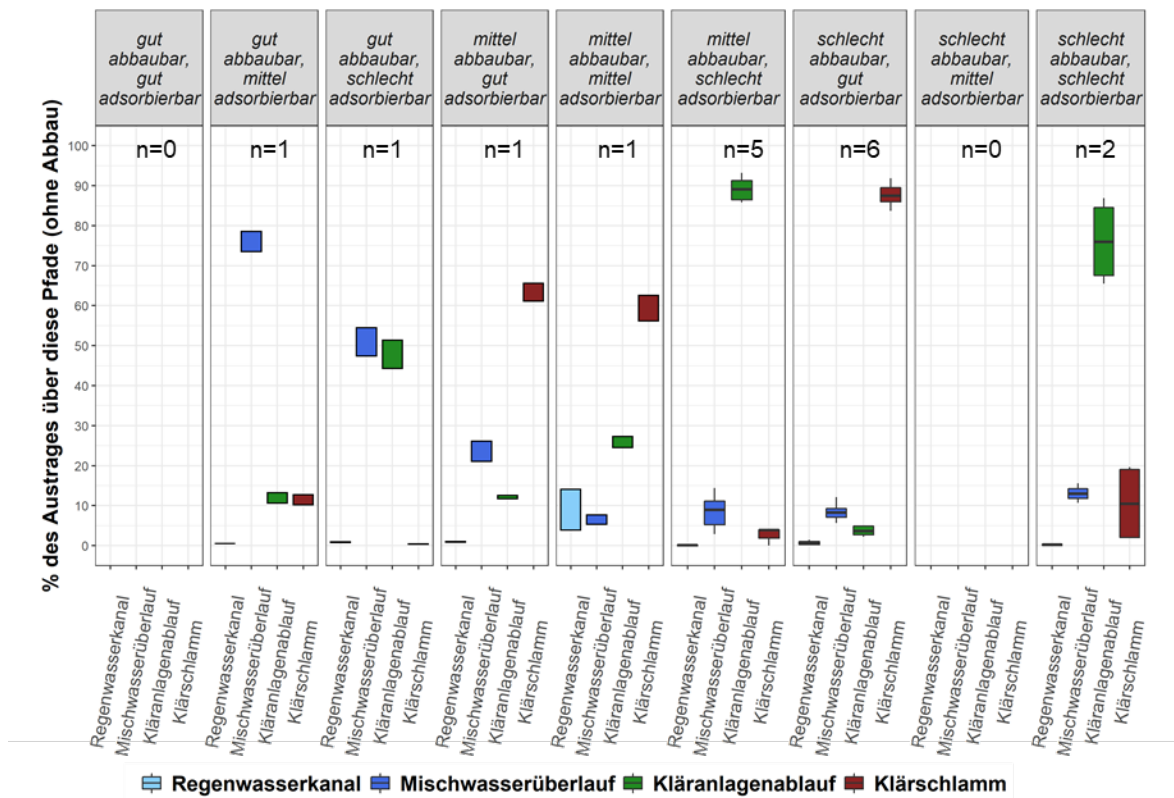 gut
abbaubar, gut
adsorbierbar
gut
abbaubar,
mittel
adsorbierbar
gut
abbaubar,
schlecht
adsorbierbar
mittel
abbaubar,
gut
adsorbierbar
mittel
abbaubar,
mittel
adsorbierbar
mittel
abbaubar,
schlecht
adsorbierbar
schlecht
abbaubar,
gut
adsorbierbar
schlecht
abbaubar,
mittel
adsorbierbar
schlecht
abbaubar,
schlecht
adsorbierbar
n=0
n=1
n=1
n=1
n=1
n=5
n=6
n=0
n=2
% des Austrages über diese Pfade (ohne Abbau)
100
90
80
70
60
50
40
30
20
10
0
Regenwasserkanal
Mischwasserüberlauf
Kläranlagenablauf
Klärschlamm
Regenwasserkanal
Mischwasserüberlauf
Kläranlagenablauf
Klärschlamm
Regenwasserkanal
Mischwasserüberlauf
Kläranlagenablauf
Klärschlamm
Regenwasserkanal
Mischwasserüberlauf
Kläranlagenablauf
Klärschlamm
Regenwasserkanal
Mischwasserüberlauf
Kläranlagenablauf
Klärschlamm
Regenwasserkanal
Mischwasserüberlauf
Kläranlagenablauf
Klärschlamm
Regenwasserkanal
Mischwasserüberlauf
Kläranlagenablauf
Klärschlamm
Regenwasserkanal
Mischwasserüberlauf
Kläranlagenablauf
Klärschlamm
Regenwasserkanal
Mischwasserüberlauf
Kläranlagenablauf
Klärschlamm
Regenwasserkanal Mischwasserüberlauf Kläranlagenablauf Klärschlamm